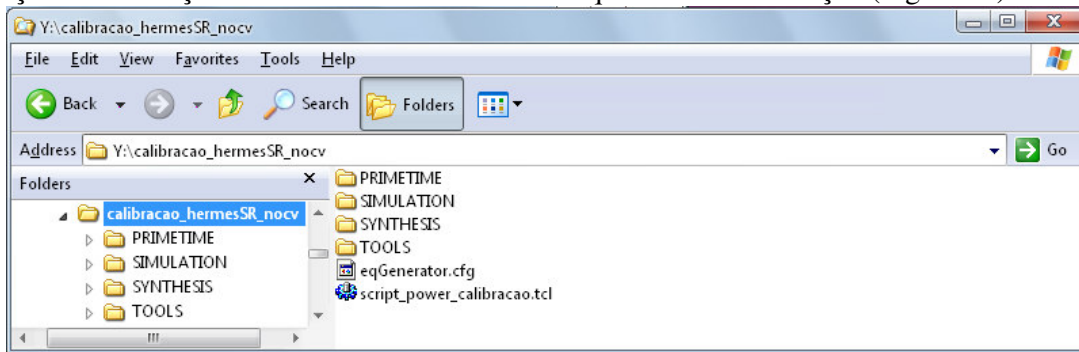 Y:\calibracao_hermesSR_nocv
File Edit View Favorites Tools Help
Back Search Folders
Address Y:\calibracao_hermesSR_nocv Go
Folders
calibracao_hermesSR_nocv
PRIMETIME
SIMULATION
SYNTHESIS
TOOLS
PRIMETIME
SIMULATION
SYNTHESIS
TOOLS
eqGenerator.cfg
script_power_calibracao.tcl